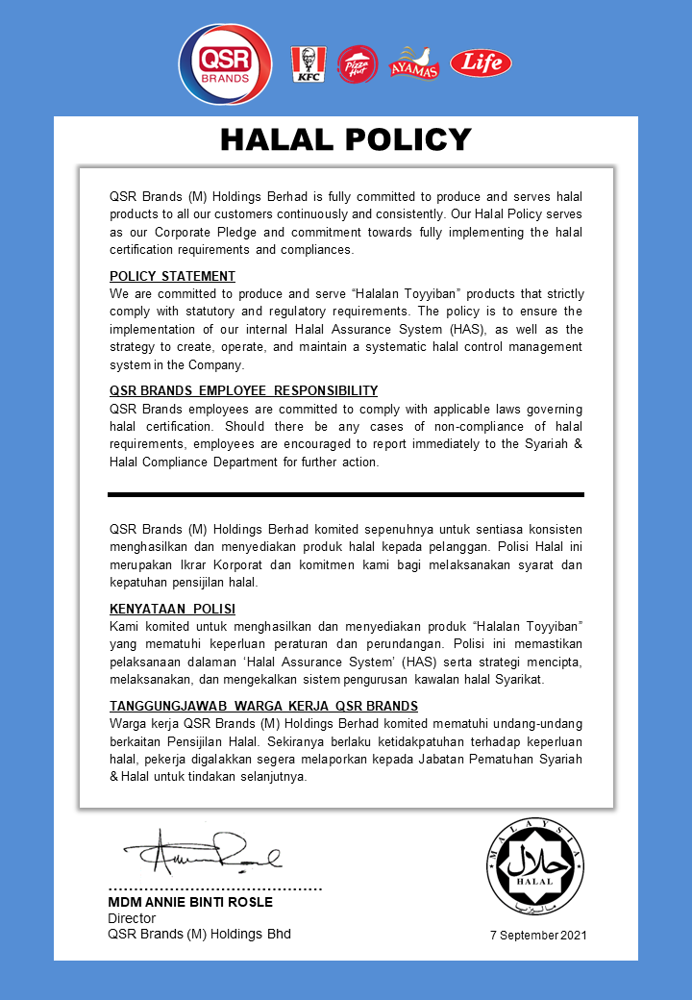 QSR
BRANDS
KFC
Pizza
Hut
AYAMAS
Life
HALAL POLICY
QSR Brands (M) Holdings Berhad is fully committed to produce and serves halal
products to all our customers continuously and consistently. Our Halal Policy serves
as our Corporate Pledge and commitment towards fully implementing the halal
certification requirements and compliances.
POLICY STATEMENT
We are committed to produce and serve “Halalan Toyyiban” products that strictly
comply with statutory and regulatory requirements. The policy is to ensure the
implementation of our internal Halal Assurance System (HAS), as well as the
strategy to create, operate, and maintain a systematic halal control management
system in the Company.
QSR BRANDS EMPLOYEE RESPONSIBILITY
QSR Brands employees are committed to comply with applicable laws governing
halal certification. Should there be any cases of non-compliance of halal
requirements, employees are encouraged to report immediately to the Syariah &
Halal Compliance Department for further action.
QSR Brands (M) Holdings Berhad komited sepenuhnya untuk sentiasa konsisten
menghasilkan dan menyediakan produk halal kepada pelanggan. Polisi Halal ini
merupakan Ikrar Korporat dan komitmen kami bagi melaksanakan syarat dan
kepatuhan pensijilan halal.
KENYATAAN POLISI
Kami komited untuk menghasilkan dan menyediakan produk “Halalan Toyyiban”
yang mematuhi keperluan peraturan dan perundangan. Polisi ini memastikan
pelaksanaan dalaman ‘Halal Assurance System’ (HAS) serta strategi mencipta,
melaksanakan, dan mengekalkan sistem pengurusan kawalan halal Syarikat.
TANGGUNGJAWAB WARGA KERJA QSR BRANDS
Warga kerja QSR Brands (M) Holdings Berhad komited mematuhi undang-undang
berkaitan Pensijilan Halal. Sekiranya berlaku ketidakpatuhan terhadap keperluan
halal, pekerja digalakkan segera melaporkan kepada Jabatan Pematuhan Syariah
& Halal untuk tindakan selanjutnya.
MDM ANNIE BINTI ROSLE
Director
QSR Brands (M) Holdings Bhd
MALAYSIA
حلال
HALAL
مليسيا
7 September 2021